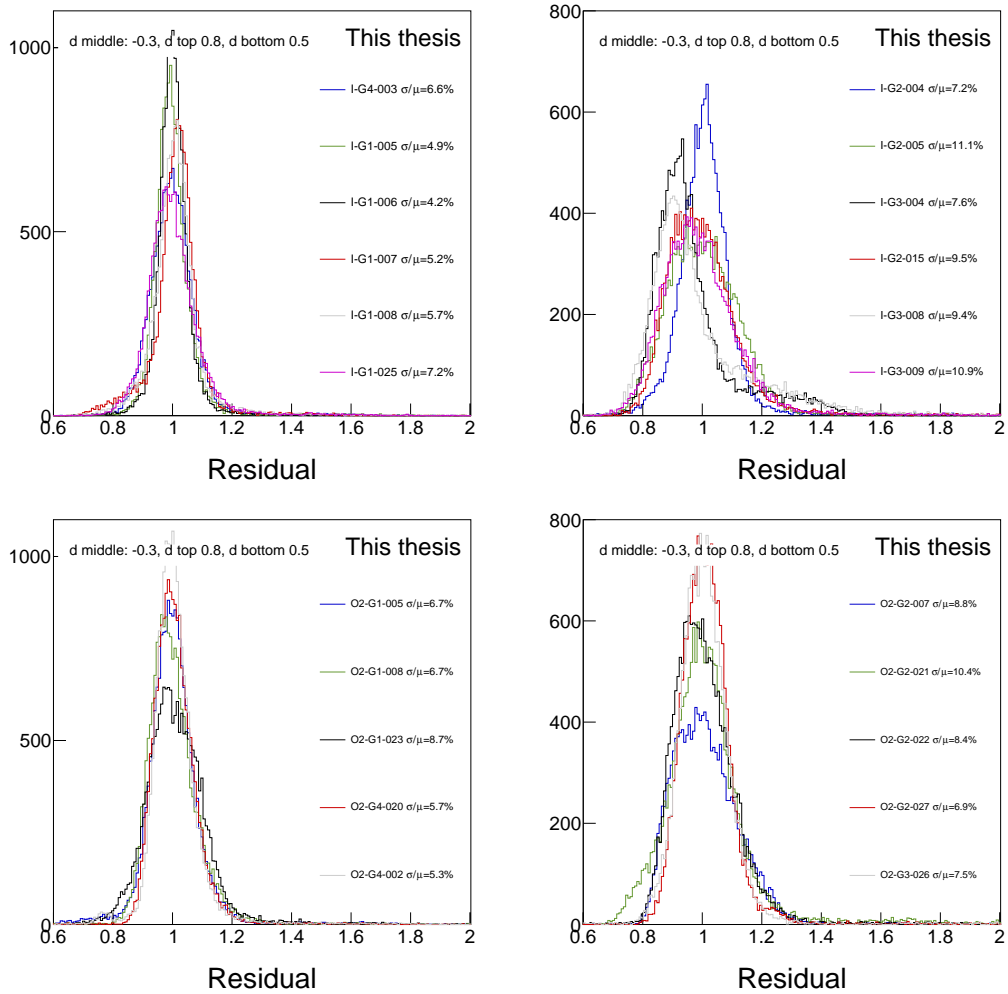 d middle: -0.3, d top 0.8, d bottom 0.5
This thesis
1000
500
0
I-G4-003 σ/μ=6.6%
I-G1-005 σ/μ=4.9%
I-G1-006 σ/μ=4.2%
I-G1-007 σ/μ=5.2%
I-G1-008 σ/μ=5.7%
I-G1-025 σ/μ=7.2%
0.6 0.8 1 1.2 1.4 1.6 1.8 2
Residual
d middle: -0.3, d top 0.8, d bottom 0.5
This thesis
800
600
400
200
0
I-G2-004 σ/μ=7.2%
I-G2-005 σ/μ=11.1%
I-G3-004 σ/μ=7.6%
I-G2-015 σ/μ=9.5%
I-G3-008 σ/μ=9.4%
I-G3-009 σ/μ=10.9%
0.6 0.8 1 1.2 1.4 1.6 1.8 2
Residual
d middle: -0.3, d top 0.8, d bottom 0.5
This thesis
1000
500
0
O2-G1-005 σ/μ=6.7%
O2-G1-008 σ/μ=6.7%
O2-G1-023 σ/μ=8.7%
O2-G4-020 σ/μ=5.7%
O2-G4-002 σ/μ=5.3%
0.6 0.8 1 1.2 1.4 1.6 1.8 2
Residual
d middle: -0.3, d top 0.8, d bottom 0.5
This thesis
800
600
400
200
0
O2-G2-007 σ/μ=8.8%
O2-G2-021 σ/μ=10.4%
O2-G2-022 σ/μ=8.4%
O2-G2-027 σ/μ=6.9%
O2-G3-026 σ/μ=7.5%
0.6 0.8 1 1.2 1.4 1.6 1.8 2
Residual